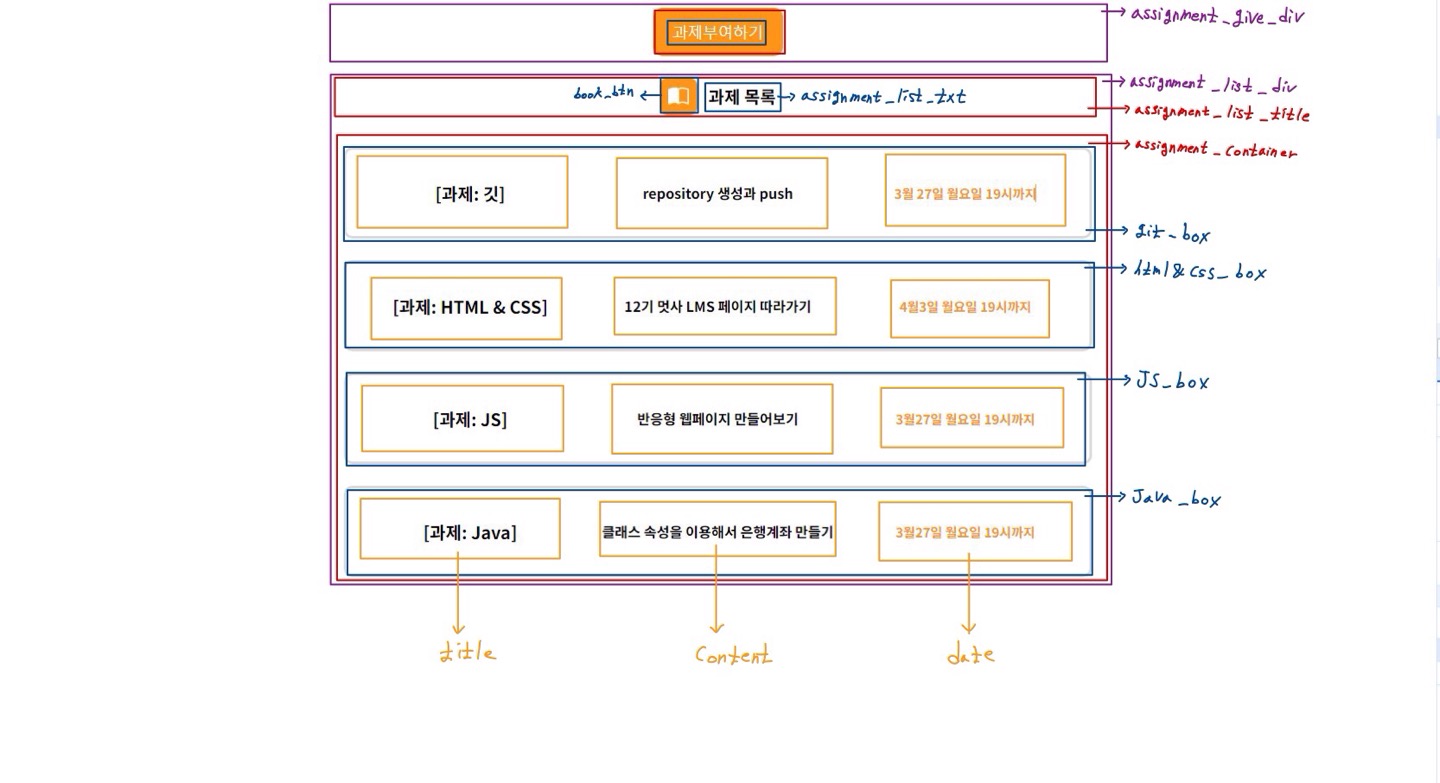 과제부여하기
assignment_give_div
assignment_list_div
book_btn
과제 목록
assignment_list_txt
assignment_list_title
assignment_container
[과제: 깃]
repository 생성과 push
3월 27일 월요일 19시까지
git_box
html&css_box
[과제: HTML & CSS]
12기 멋사 LMS 페이지 따라가기
4월3일 월요일 19시까지
JS_box
[과제: JS]
반응형 웹페이지 만들어보기
3월27일 월요일 19시까지
Java_box
[과제: Java]
클래스 속성을 이용해서 은행계좌 만들기
3월27일 월요일 19시까지
title
Content
date